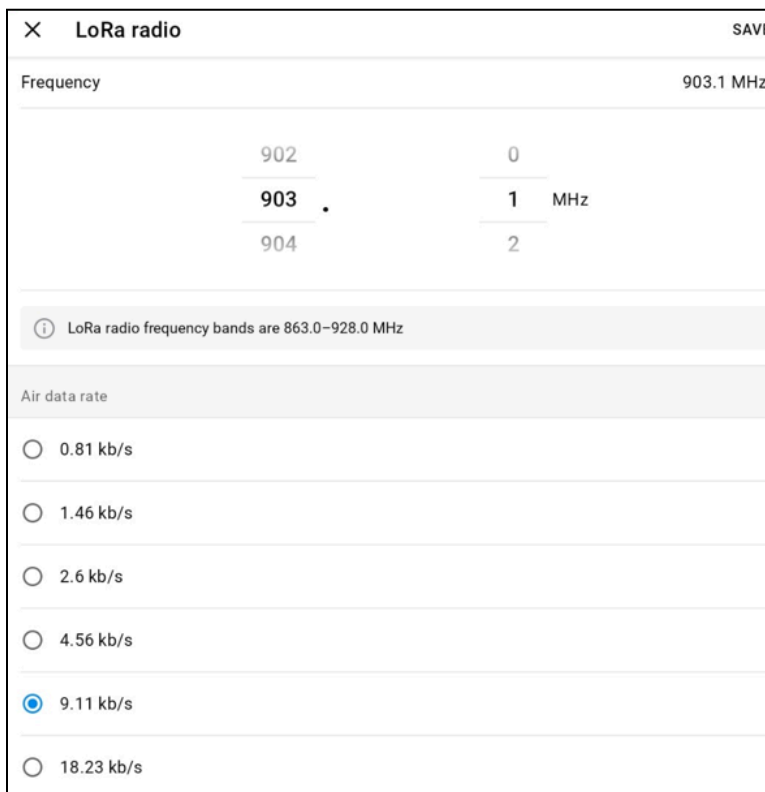 LoRa radio SAVE
Frequency 903.1 MHz
902 0
903 . 1 MHz
904 2
LoRa radio frequency bands are 863.0–928.0 MHz
Air data rate
0.81 kb/s
1.46 kb/s
2.6 kb/s
4.56 kb/s
9.11 kb/s
18.23 kb/s